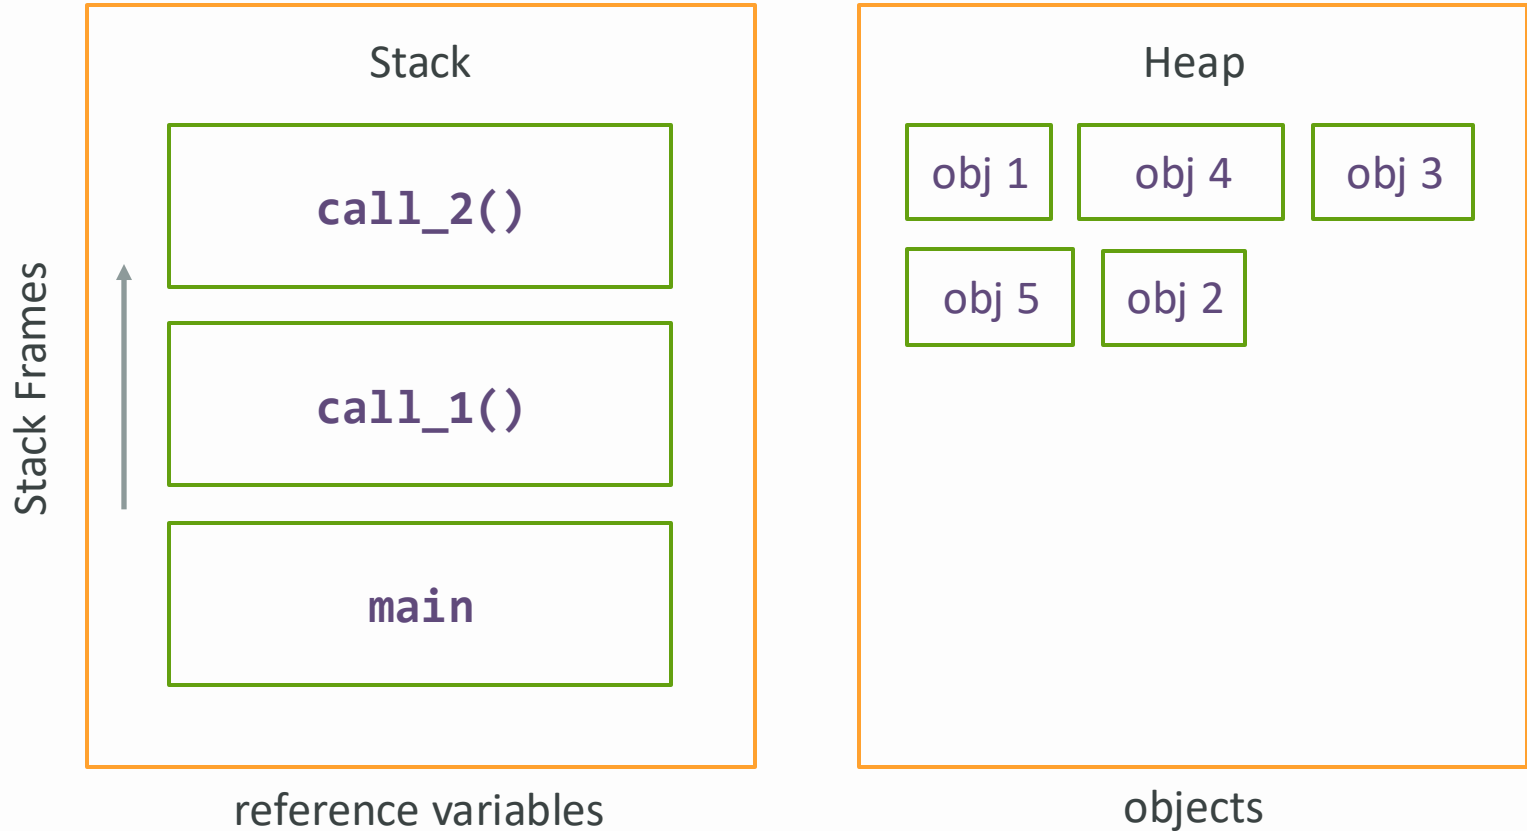 Stack
call_2()
call_1()
main
Stack Frames
reference variables
Heap
obj 1
obj 4
obj 3
obj 5
obj 2
objects